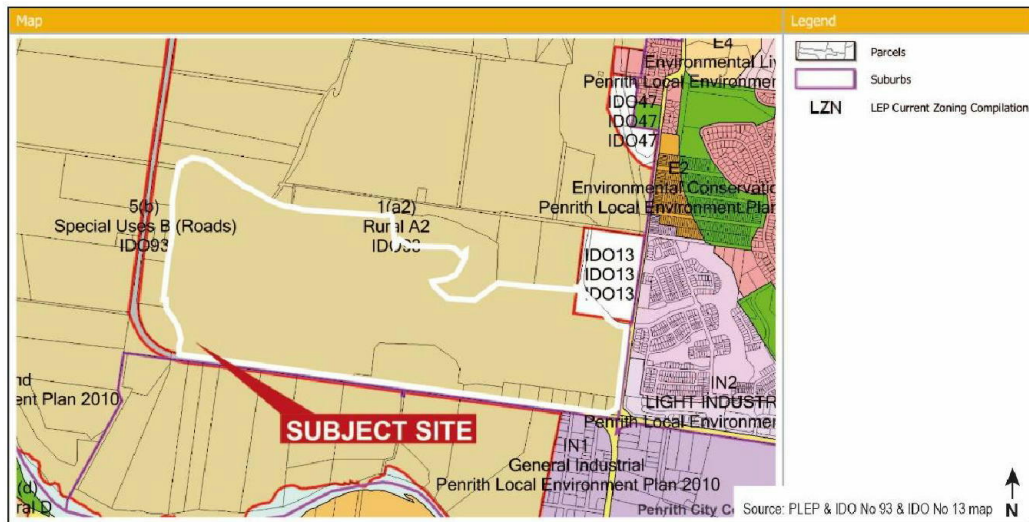 Map
Legend
Parcels
Suburbs
LZN LEP Current Zoning Compilation
E4
Environmental Liv
Penrith Local Environmen
IDO47
IDO47
IDO47
E2
Environmental Conservatio
Penrith Local Environment Plan
5(b)
Special Uses B (Roads)
IDO93
1(a2)
Rural A2
IDO93
IDO13
IDO13
IDO13
nd
ent Plan 2010
SUBJECT SITE
IN2
LIGHT INDUSTR
Penrith Local Environmen
IN1
General Industrial
Penrith Local Environment Plan 2010
(d)
ral D
Penrith City Co
Source: PLEP & IDO No 93 & IDO No 13 map
N